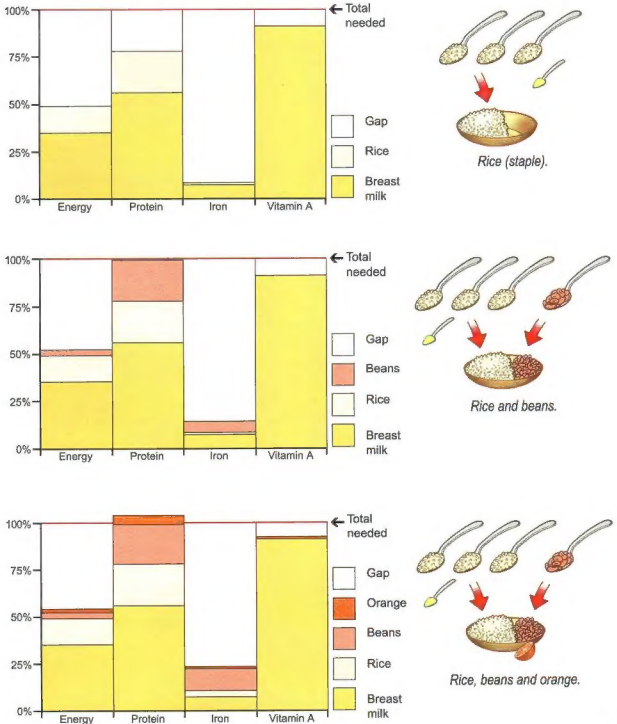 100%
← Total
needed
75%
50%
25%
0%
Gap
Rice
Breast
milk
Energy
Protein
Iron
Vitamin A
Rice (staple).
100%
← Total
needed
75%
50%
25%
0%
Gap
Beans
Rice
Breast
milk
Energy
Protein
Iron
Vitamin A
Rice and beans.
100%
← Total
needed
75%
50%
25%
0%
Gap
Orange
Beans
Rice
Breast
milk
Energy
Protein
Iron
Vitamin A
Rice, beans and orange.